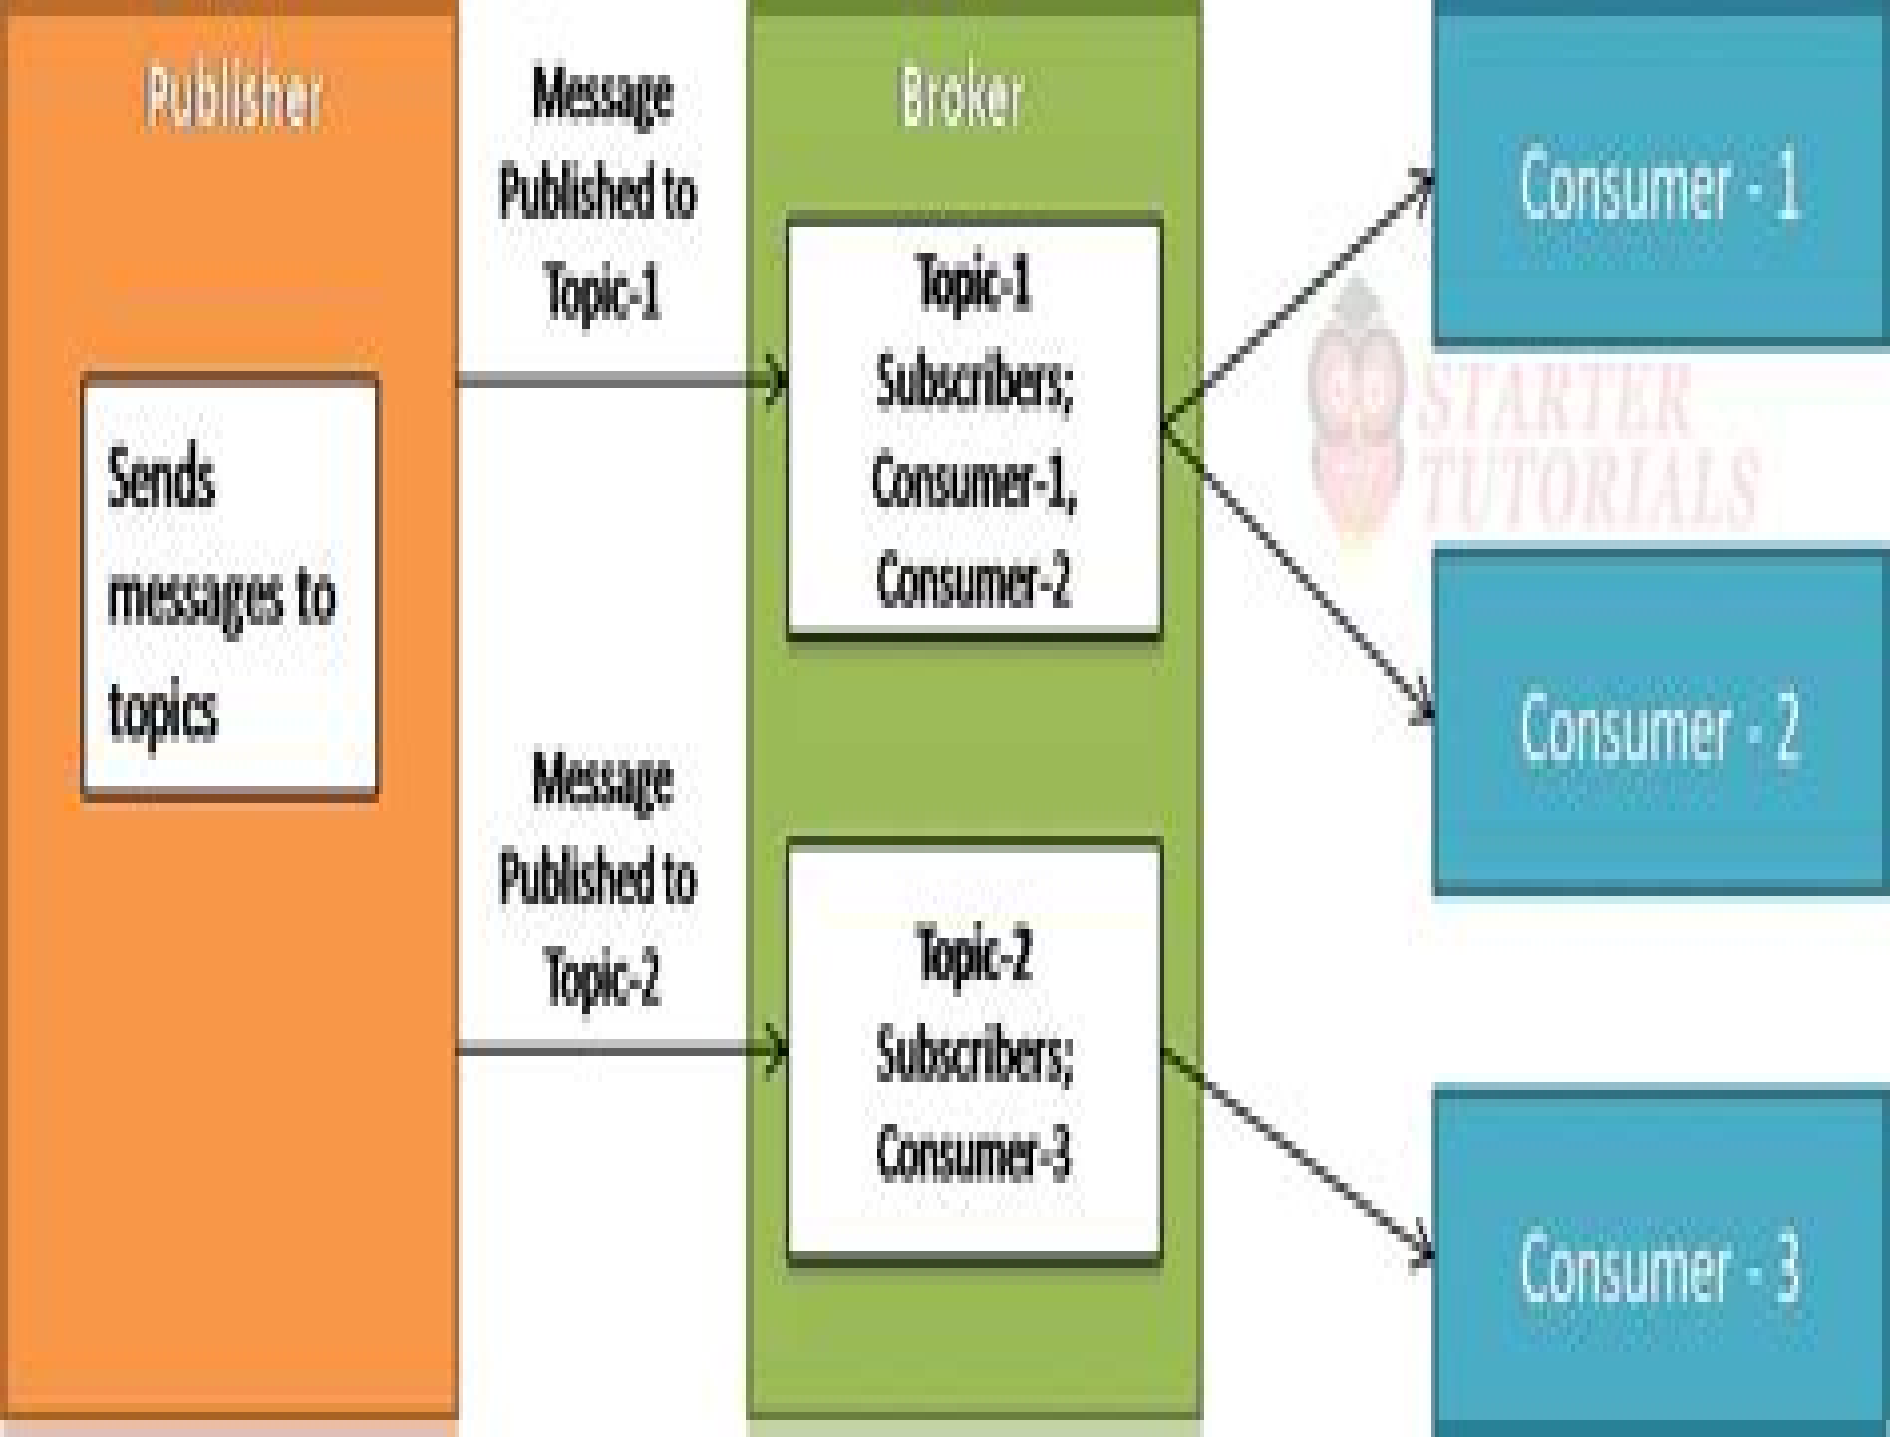 Publisher
Sends
messages to
topics
Message
Published to
Topic-1
Message
Published to
Topic-2
Broker
Topic-1
Subscribers;
Consumer-1,
Consumer-2
Topic-2
Subscribers;
Consumer-3
Consumer - 1
STARTER
TUTORIALS
Consumer - 2
Consumer - 3